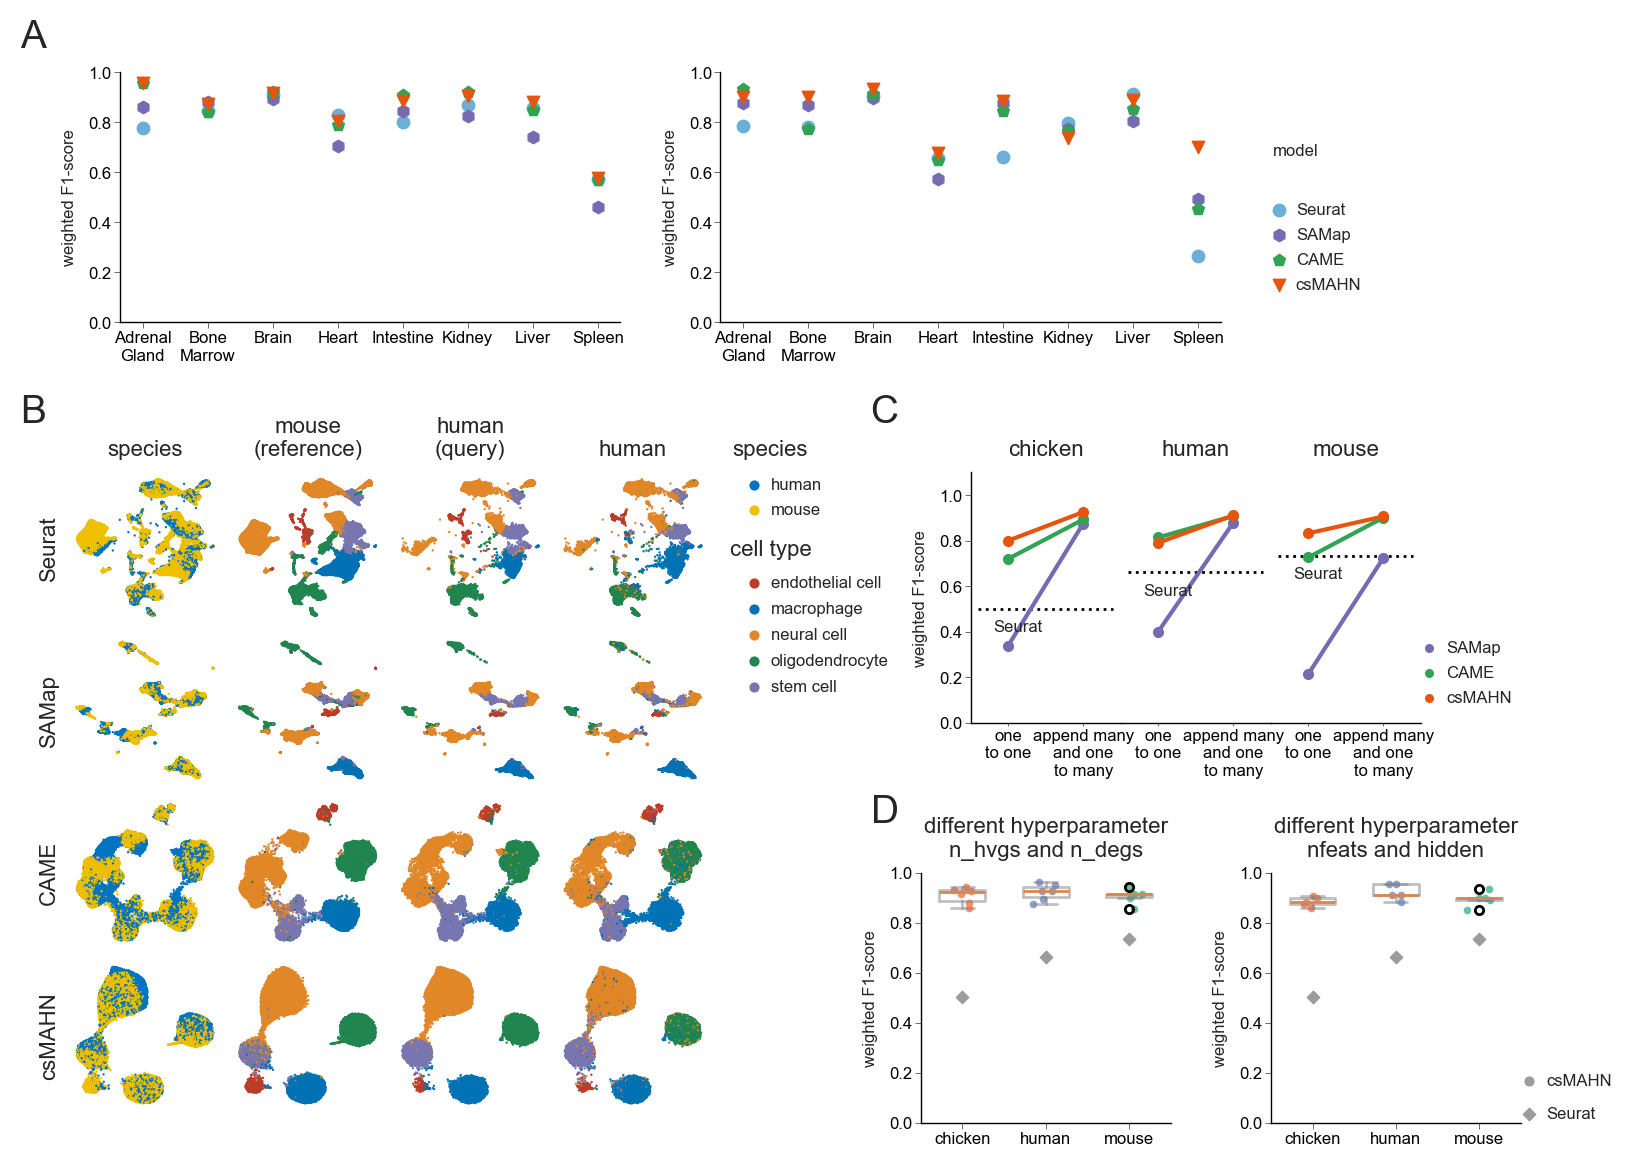 A
1.0
0.8
0.6
0.4
0.2
0.0
weighted F1-score
Adrenal
Gland
Bone
Marrow
Brain
Heart
Intestine
Kidney
Liver
Spleen
1.0
0.8
0.6
0.4
0.2
0.0
weighted F1-score
Adrenal
Gland
Bone
Marrow
Brain
Heart
Intestine
Kidney
Liver
Spleen
model
Seurat
SAMap
CAME
csMAHN
B
species
mouse
(reference)
human
(query)
human
Seurat
SAMap
CAME
csMAHN
species
human
mouse
cell type
endothelial cell
macrophage
neural cell
oligodendrocyte
stem cell
C
chicken
human
mouse
1.0
0.8
0.6
0.4
0.2
0.0
weighted F1-score
Seurat
Seurat
Seurat
one
to one
append many
and one
to many
one
to one
append many
and one
to many
one
to one
append many
and one
to many
SAMap
CAME
csMAHN
D
different hyperparameter
n_hvgs and n_degs
1.0
0.8
0.6
0.4
0.2
0.0
weighted F1-score
chicken
human
mouse
different hyperparameter
nfeats and hidden
1.0
0.8
0.6
0.4
0.2
0.0
weighted F1-score
chicken
human
mouse
csMAHN
Seurat